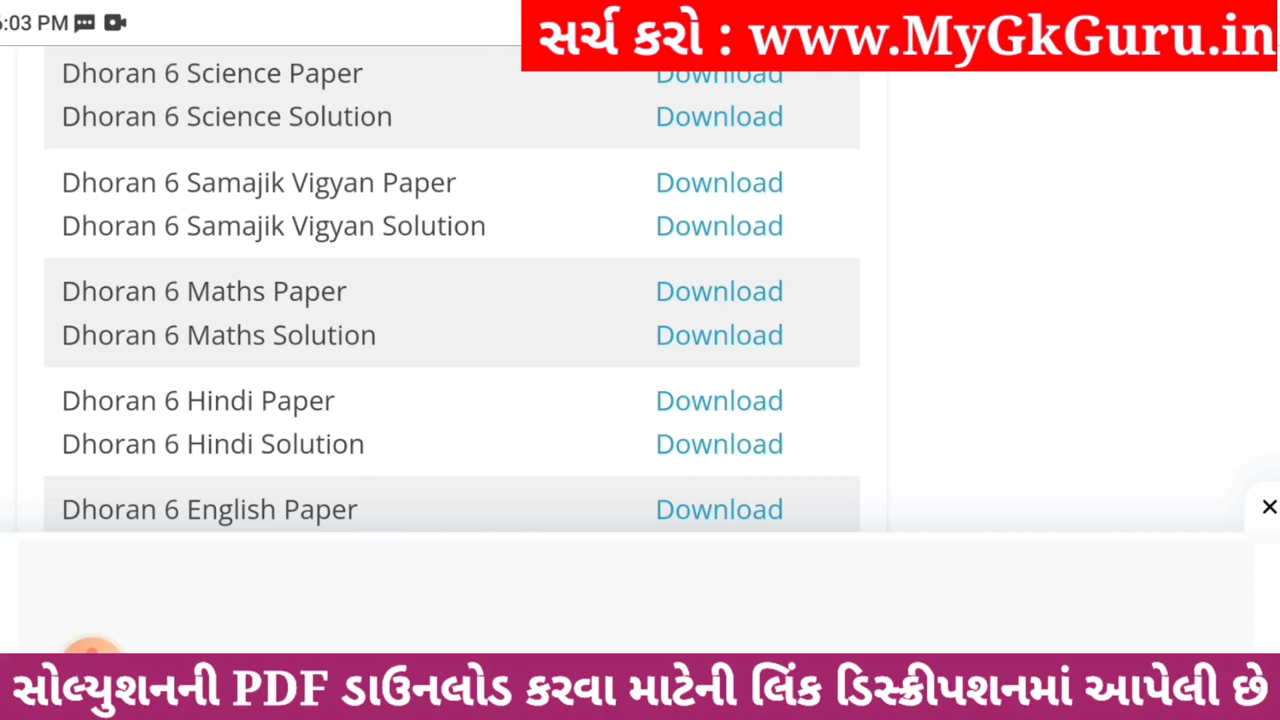 6:03 PM
સર્ચ કરો : www.MyGkGuru.in
Dhoran 6 Science Paper Download
Dhoran 6 Science Solution Download
Dhoran 6 Samajik Vigyan Paper Download
Dhoran 6 Samajik Vigyan Solution Download
Dhoran 6 Maths Paper Download
Dhoran 6 Maths Solution Download
Dhoran 6 Hindi Paper Download
Dhoran 6 Hindi Solution Download
Dhoran 6 English Paper Download
સોલ્યુશનની PDF ડાઉનલોડ કરવા માટેની લિંક ડિસ્ક્રીપશનમાં આપેલી છે